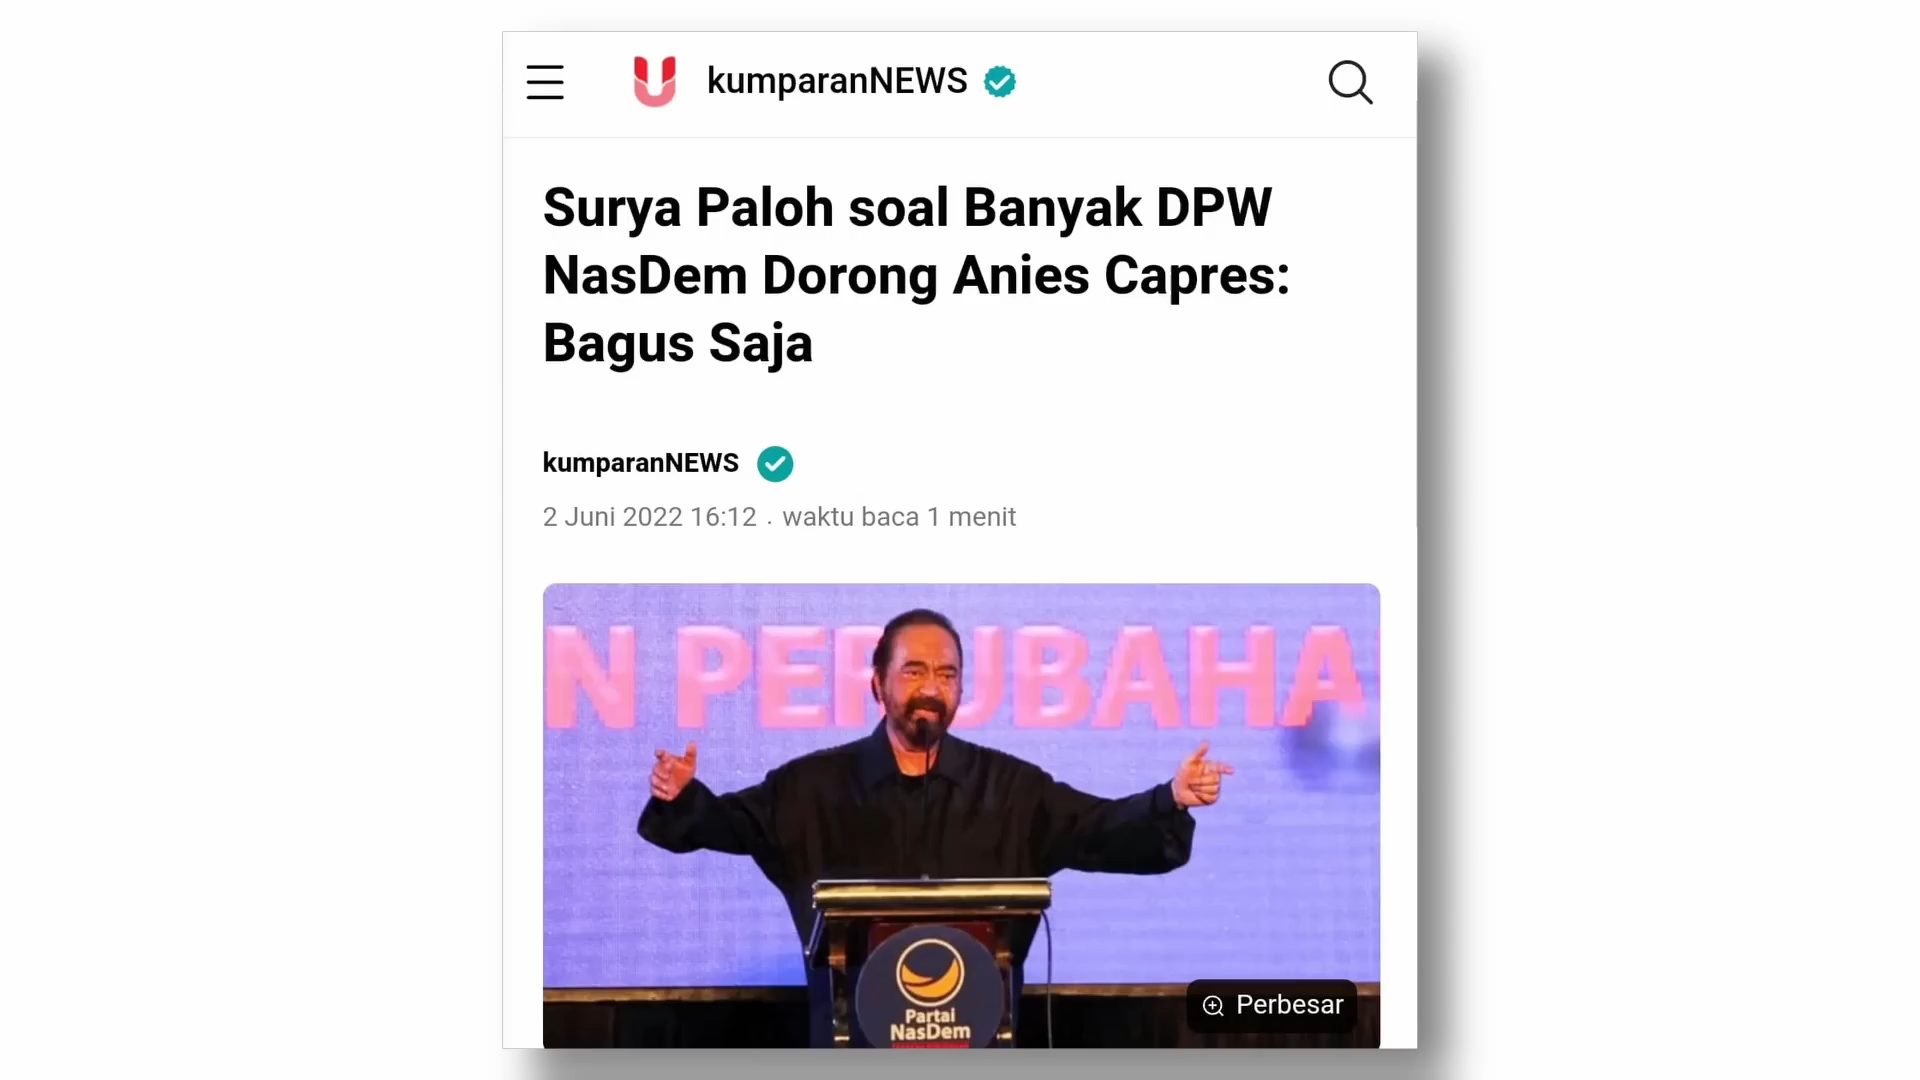 kumparanNEWS
Surya Paloh soal Banyak DPW
NasDem Dorong Anies Capres:
Bagus Saja
kumparanNEWS
2 Juni 2022 16:12 . waktu baca 1 menit
N PERUBAHA
Partai
NasDem
Perbesar